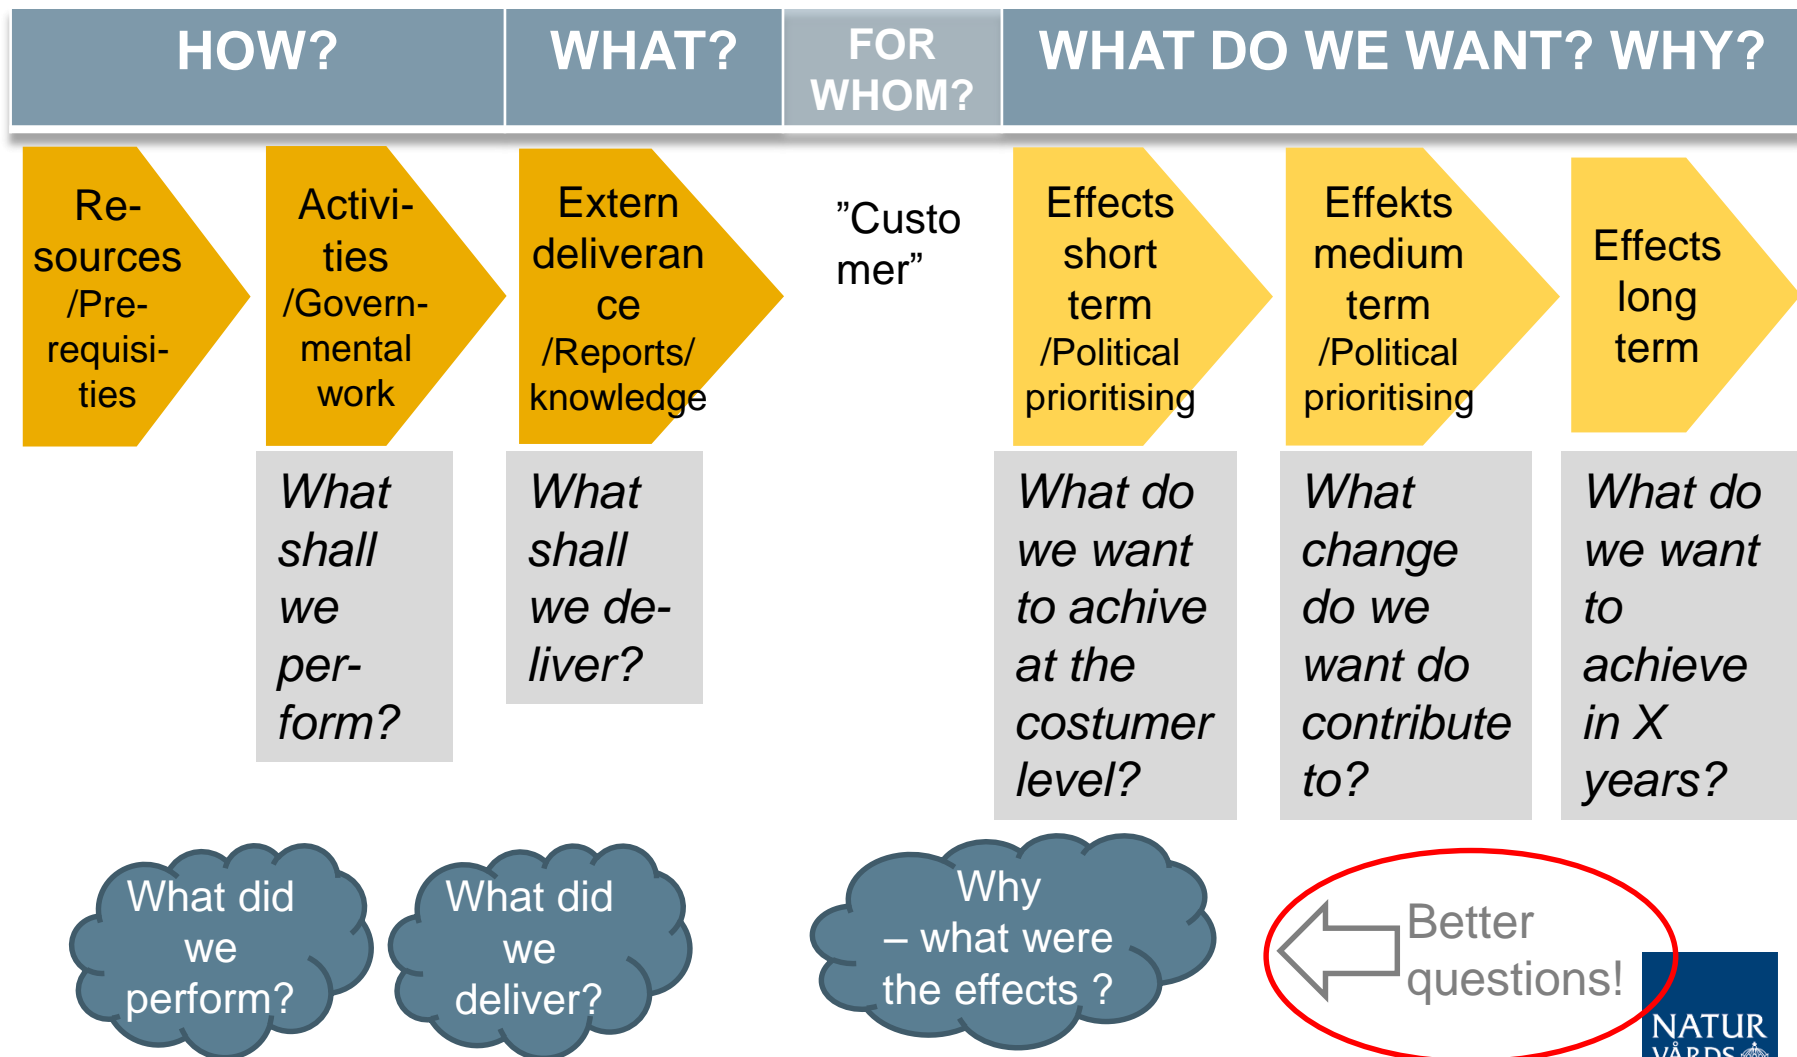 HOW?
WHAT?
FOR
WHOM?
WHAT DO WE WANT? WHY?
Re-
sources
/Pre-
requisi-
ties
Activi-
ties
/Govern-
mental
work
Extern
deliveran
ce
/Reports/
knowledge
”Custo
mer”
Effects
short
term
/Political
prioritising
Effekts
medium
term
/Political
prioritising
Effects
long
term
What
shall
we
per-
form?
What
shall
we de-
liver?
What do
we want
to achive
at the
costumer
level?
What
change
do we
want do
contribute
to?
What do
we want
to
achieve
in X
years?
What did
we
perform?
What did
we
deliver?
Why
– what were
the effects ?
Better
questions!
NATUR
VÅRDS